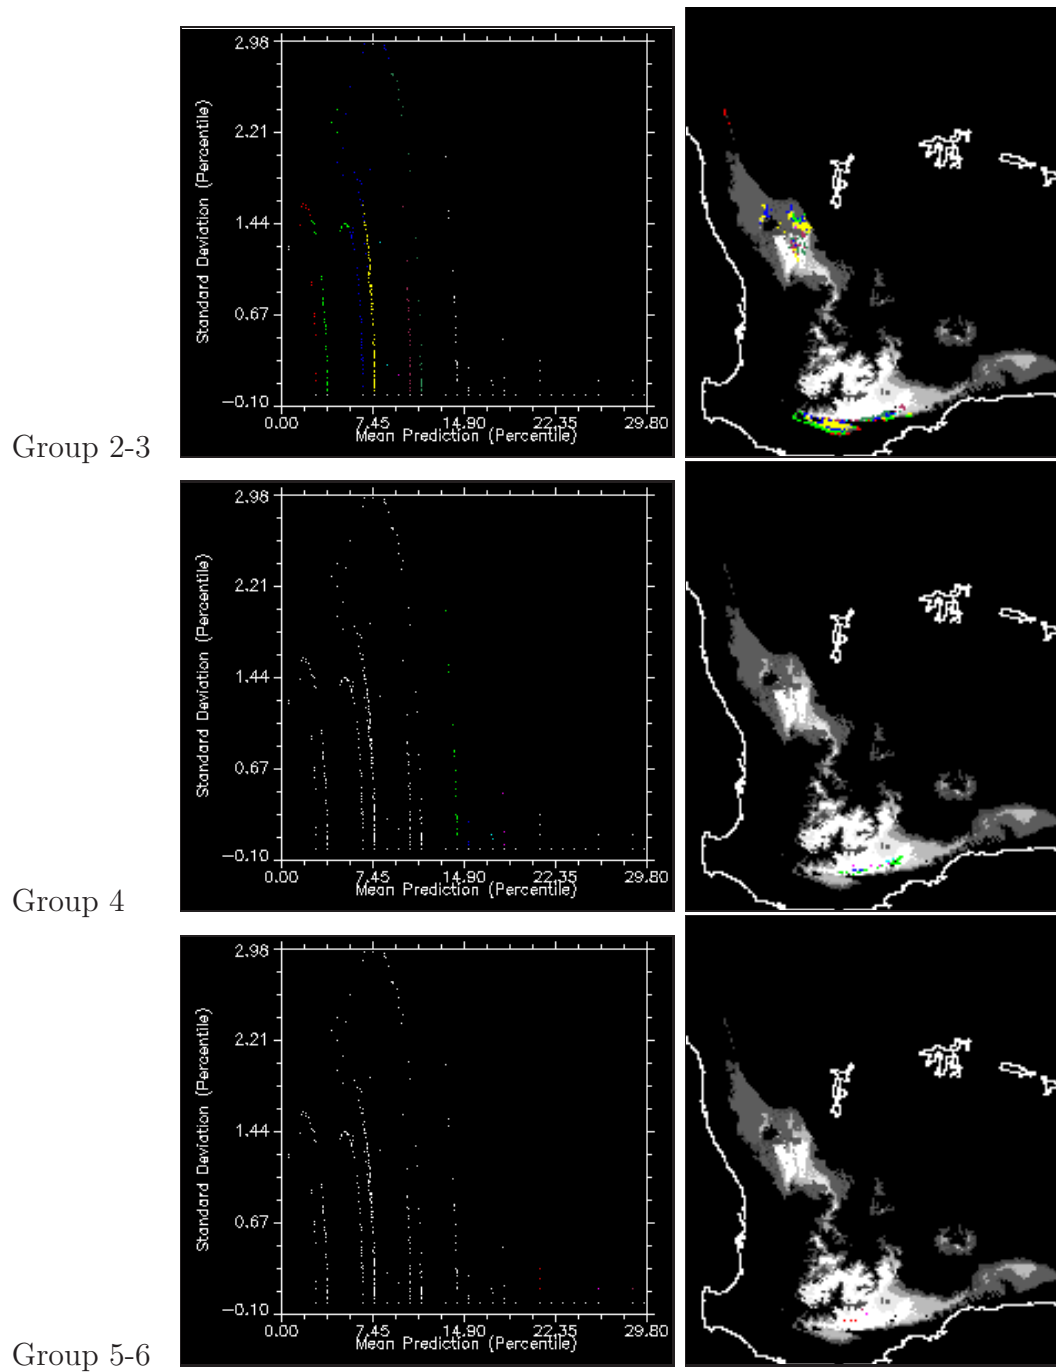 2.98
2.21
1.44
0.67
−0.10
0.00 7.45 14.90 22.35 29.80
Mean Prediction (Percentile)
Standard Deviation (Percentile)
Group 2-3
2.98
2.21
1.44
0.67
−0.10
0.00 7.45 14.90 22.35 29.80
Mean Prediction (Percentile)
Standard Deviation (Percentile)
Group 4
2.98
2.21
1.44
0.67
−0.10
0.00 7.45 14.90 22.35 29.80
Mean Prediction (Percentile)
Standard Deviation (Percentile)
Group 5-6